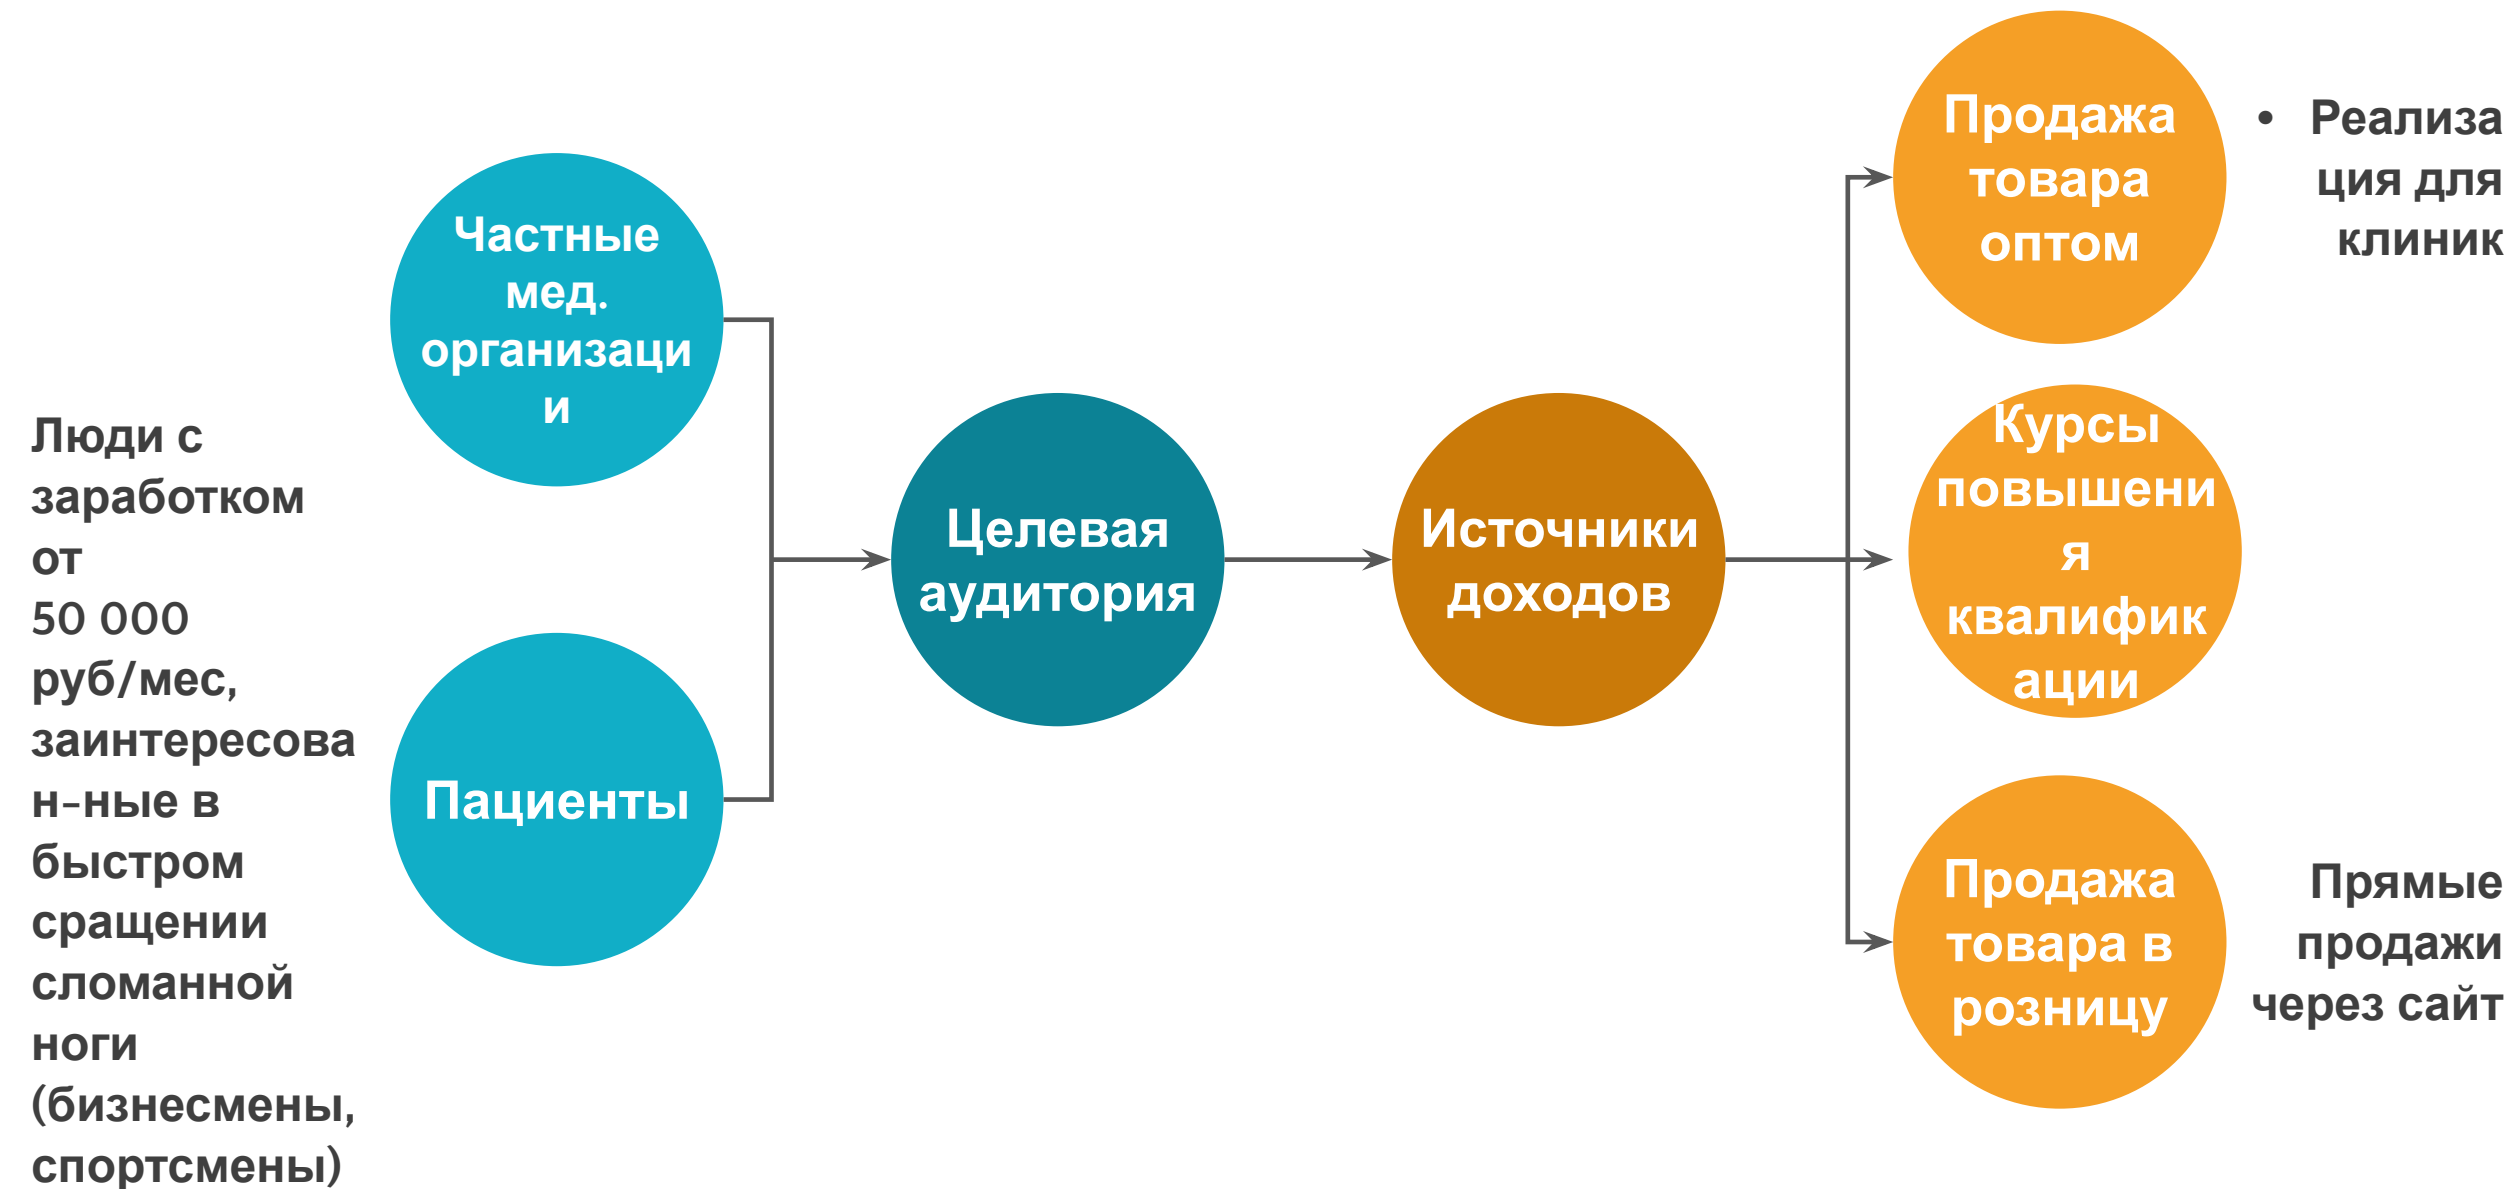 Люди с
заработком
от
50 000
руб/мес,
заинтересова
н-ные в
быстром
сращении
сломанной
ноги
(бизнесмены,
спортсмены)
Частные
мед.
организаци
и
Пациенты
Целевая
аудитория
Источники
доходов
Продажа
товара
оптом
• Реализа
ция для
клиник
Курсы
повышени
я
квалифик
ации
Продажа
товара в
розницу
Прямые
продажи
через сайт